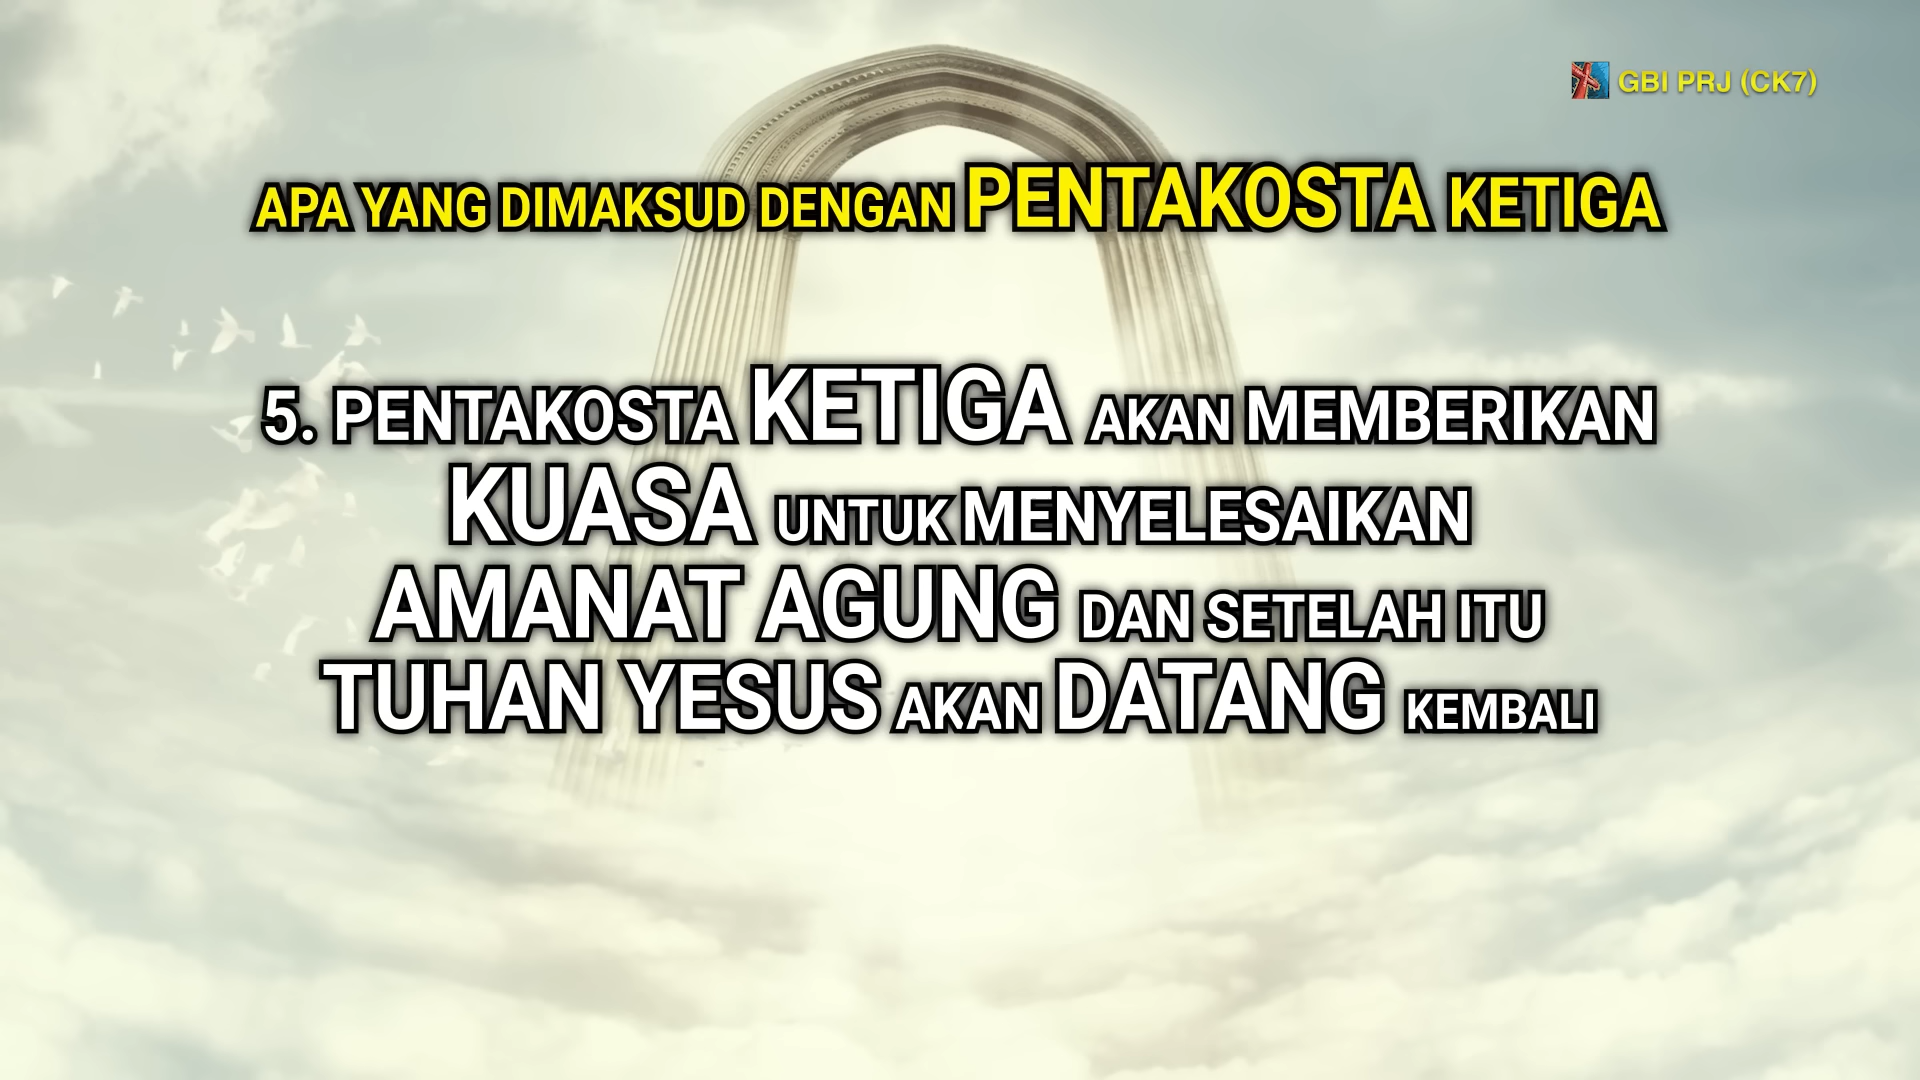 GBI PRJ (CK7)
APA YANG DIMAKSUD DENGAN PENTAKOSTA KETIGA
5. PENTAKOSTA KETIGA AKAN MEMBERIKAN
KUASA UNTUK MENYELESAIKAN
AMANAT AGUNG DAN SETELAH ITU
TUHAN YESUS AKAN DATANG KEMBALI